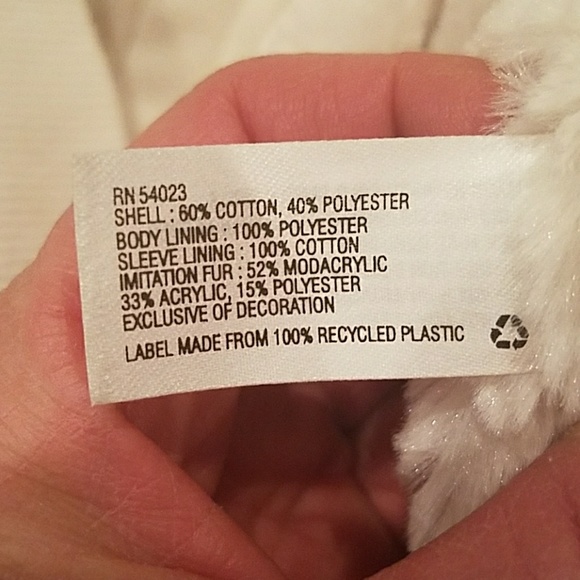 RN 54023
SHELL : 60% COTTON, 40% POLYESTER
BODY LINING : 100% POLYESTER
SLEEVE LINING : 100% COTTON
IMITATION FUR : 52% MODACRYLIC
33% ACRYLIC, 15% POLYESTER
EXCLUSIVE OF DECORATION
LABEL MADE FROM 100% RECYCLED PLASTIC